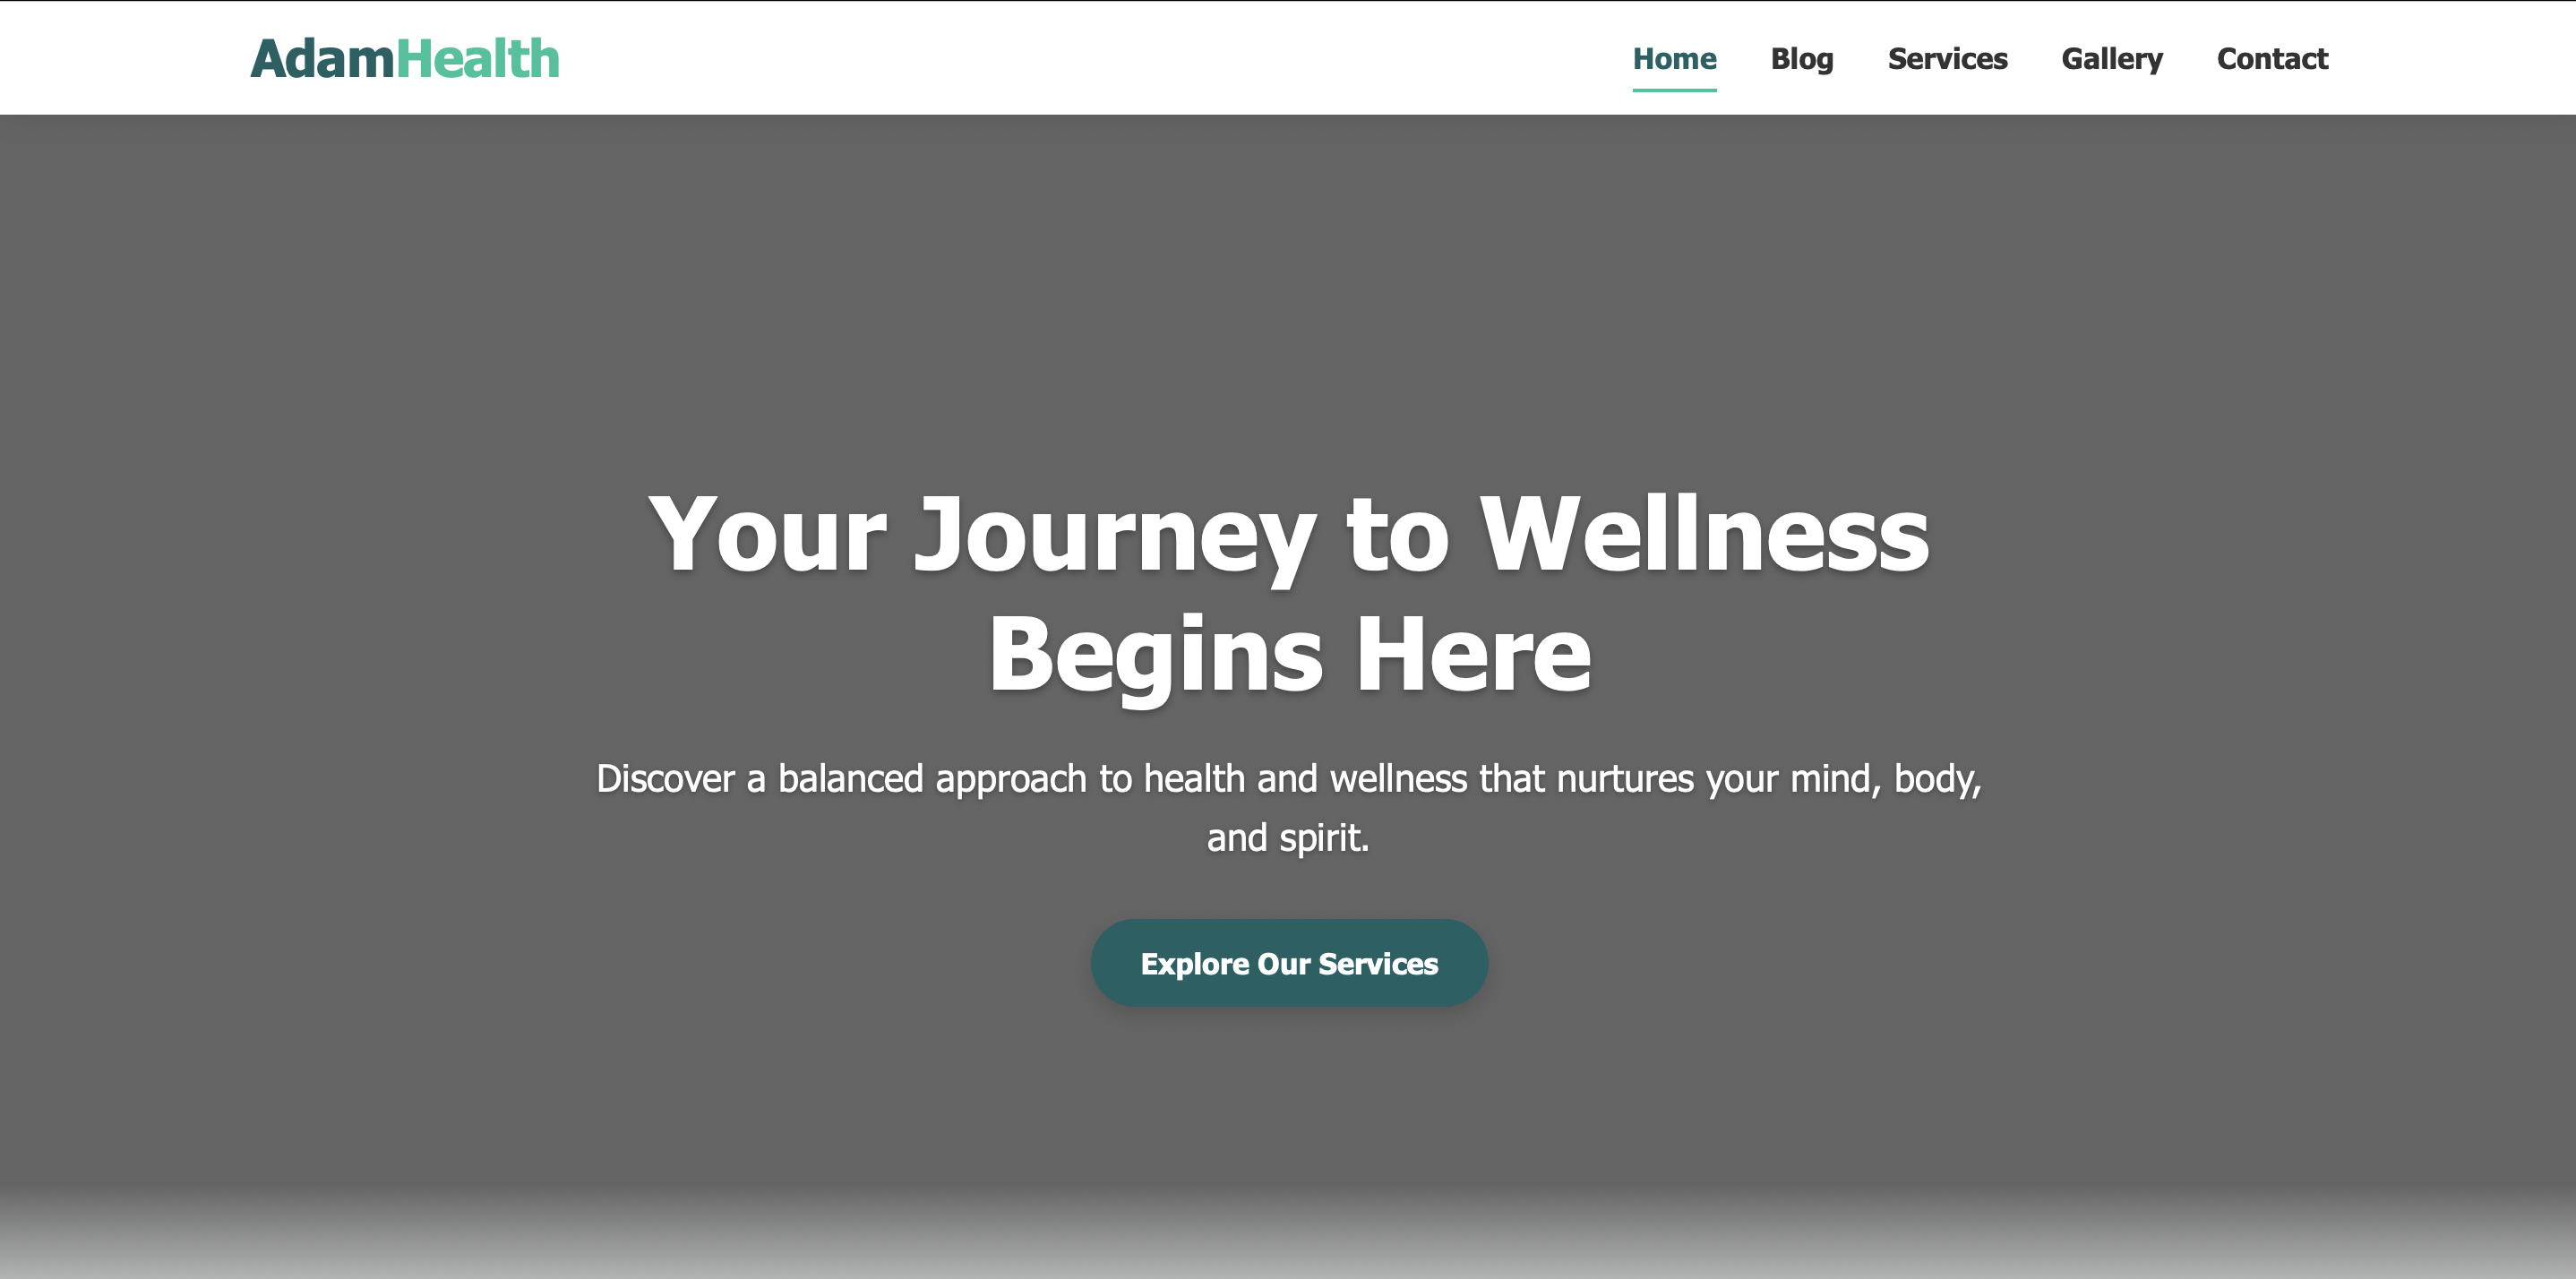 AdamHealth
Home Blog Services Gallery Contact
Your Journey to Wellness
Begins Here
Discover a balanced approach to health and wellness that nurtures your mind, body,
and spirit.
Explore Our Services